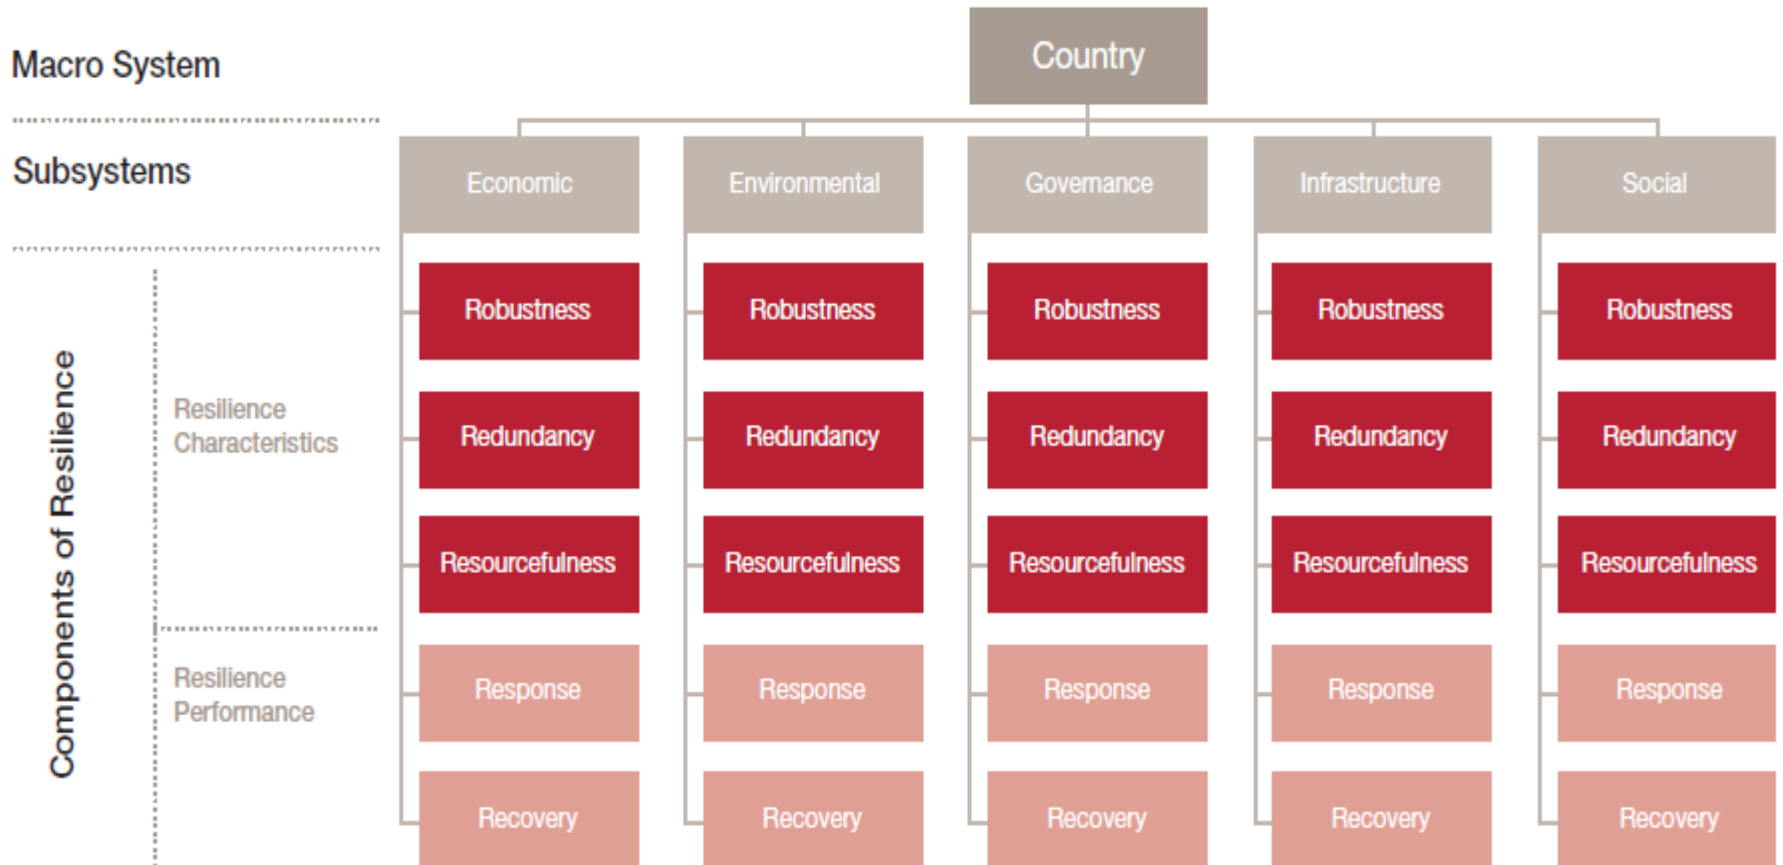 Macro System
Country
Subsystems
Economic
Environmental
Governance
Infrastructure
Social
Components of Resilience
Resilience
Characteristics
Robustness
Robustness
Robustness
Robustness
Robustness
Redundancy
Redundancy
Redundancy
Redundancy
Redundancy
Resourcefulness
Resourcefulness
Resourcefulness
Resourcefulness
Resourcefulness
Resilience
Performance
Response
Response
Response
Response
Response
Recovery
Recovery
Recovery
Recovery
Recovery